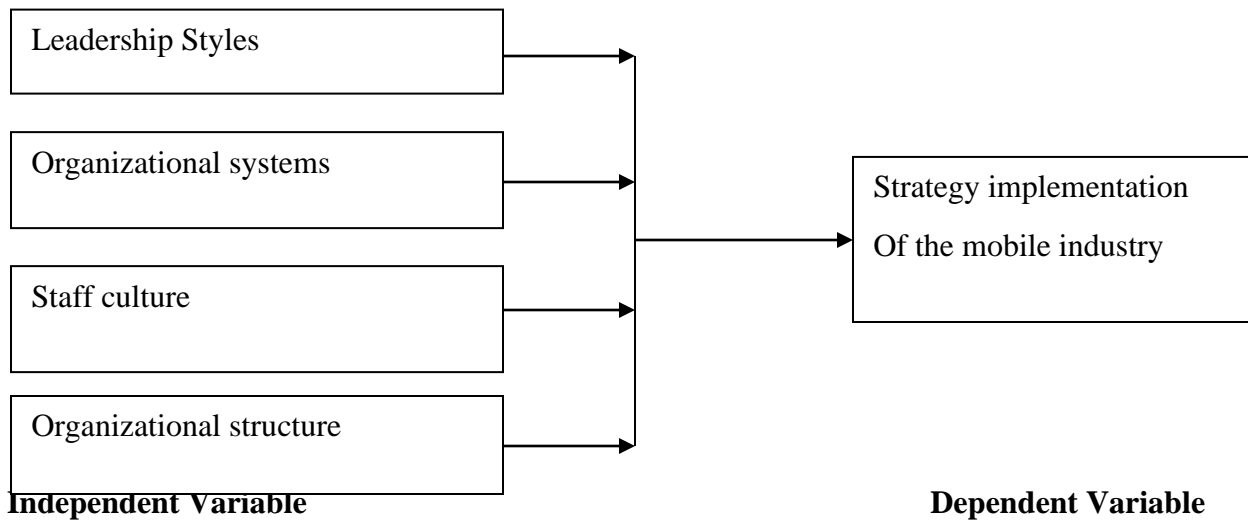 Leadership Styles
Organizational systems
Staff culture
Organizational structure
Strategy implementation
Of the mobile industry
Independent Variable
Dependent Variable